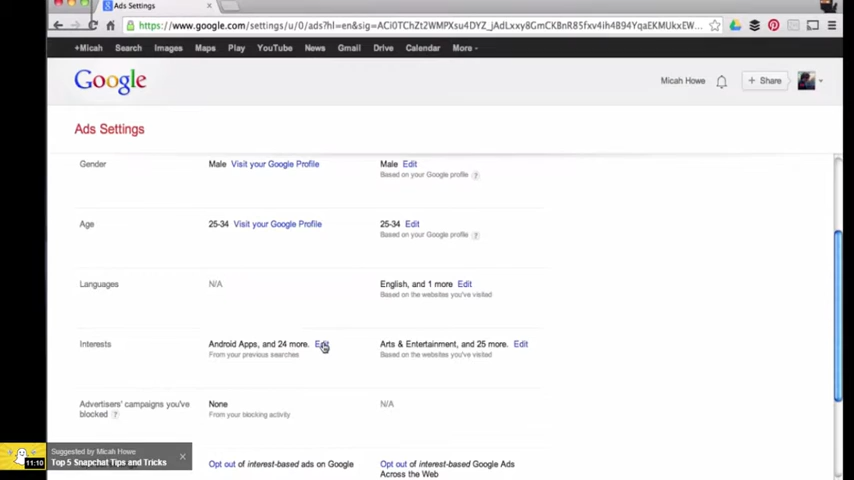 Ads Settings
https://www.google.com/settings/u/0/ads?hl=en&sig=ACi0TChZt2WMPXsu4DYZ_jAdLxxy8GmCKBnR85fxv4ih4B94YqaEKMUkxEW...
+Micah Search Images Maps Play YouTube News Gmail Drive Calendar More
Google Micah Howe + Share
Ads Settings
Gender Male Visit your Google Profile Male Edit
Based on your Google profile ?
Age 25-34 Visit your Google Profile 25-34 Edit
Based on your Google profile ?
Languages N/A English, and 1 more Edit
Based on the websites you've visited
Interests Android Apps, and 24 more. Edit Arts & Entertainment, and 25 more. Edit
From your previous searches Based on the websites you've visited
Advertisers' campaigns you've None N/A
blocked ? From your blocking activity
Suggested by Micah Howe
Top 5 Snapchat Tips and Tricks
11:10
Opt out of interest-based ads on Google Opt out of interest-based Google Ads
Across the Web